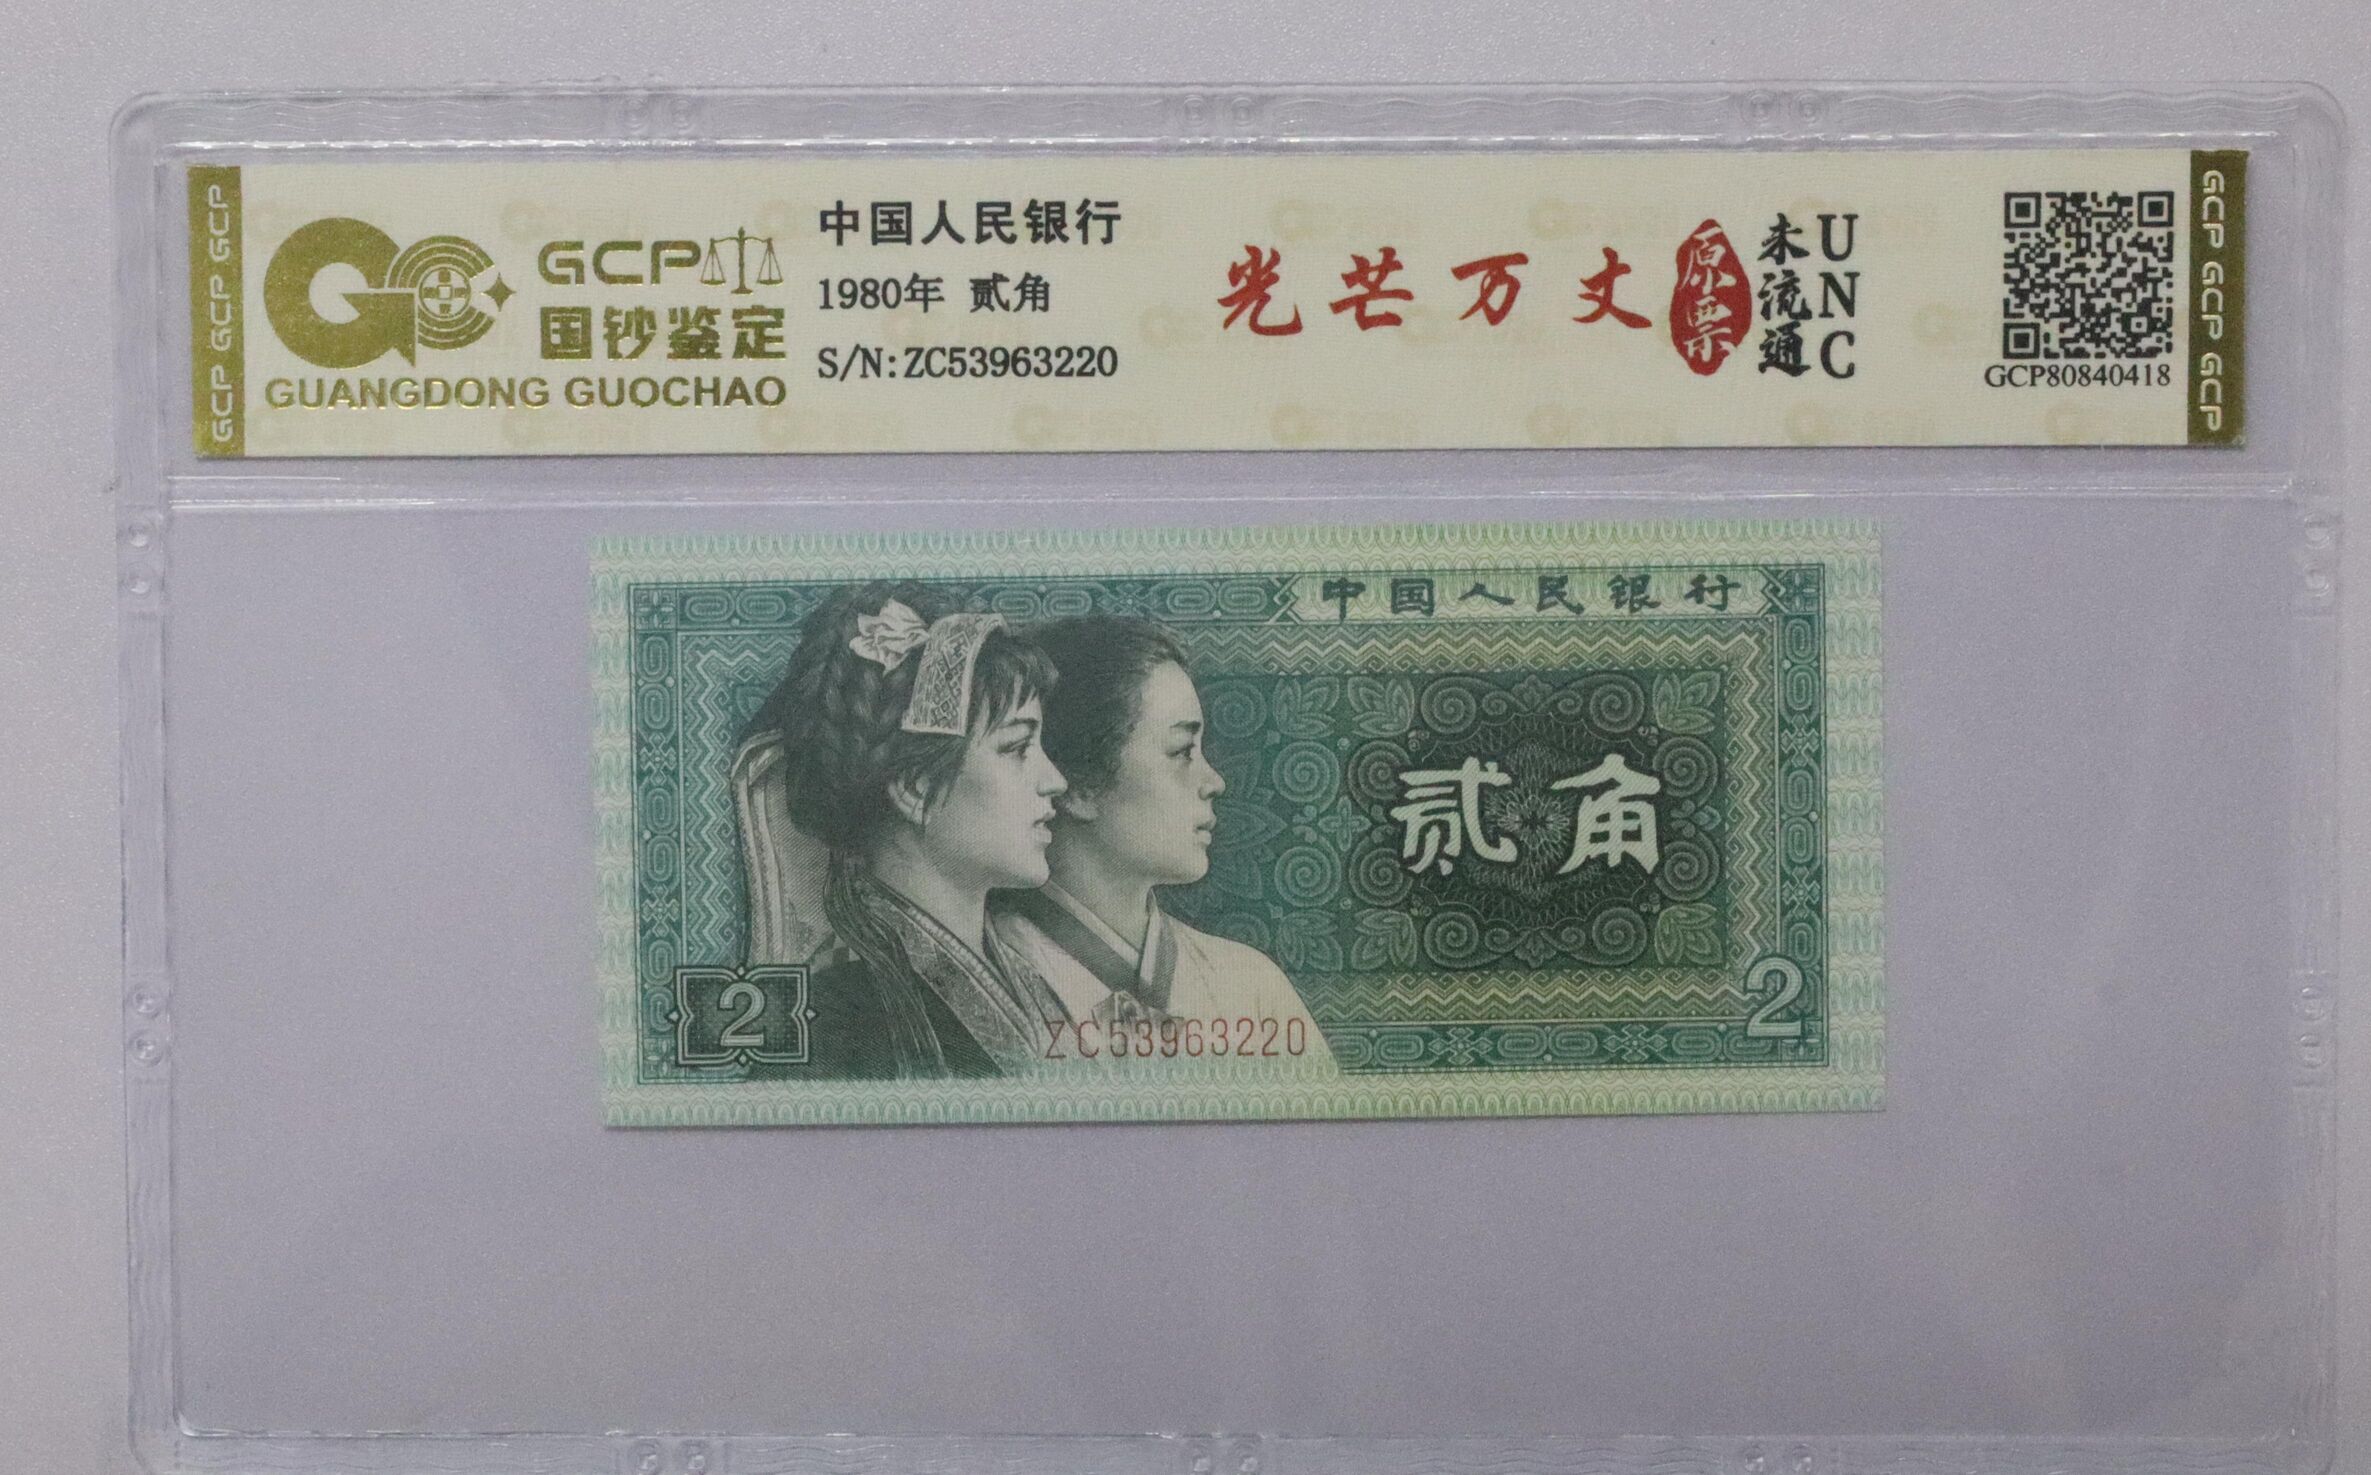 GCP GCP GCP
GCP
国钞鉴定
GUANGDONG GUOCHAO
中国人民银行
1980年 贰角
S/N:ZC53963220
光芒万丈
原票
未流通
UNC
GCP80840418
GCP GCP GCP
中国人民银行
贰角
2
2
ZC53963220